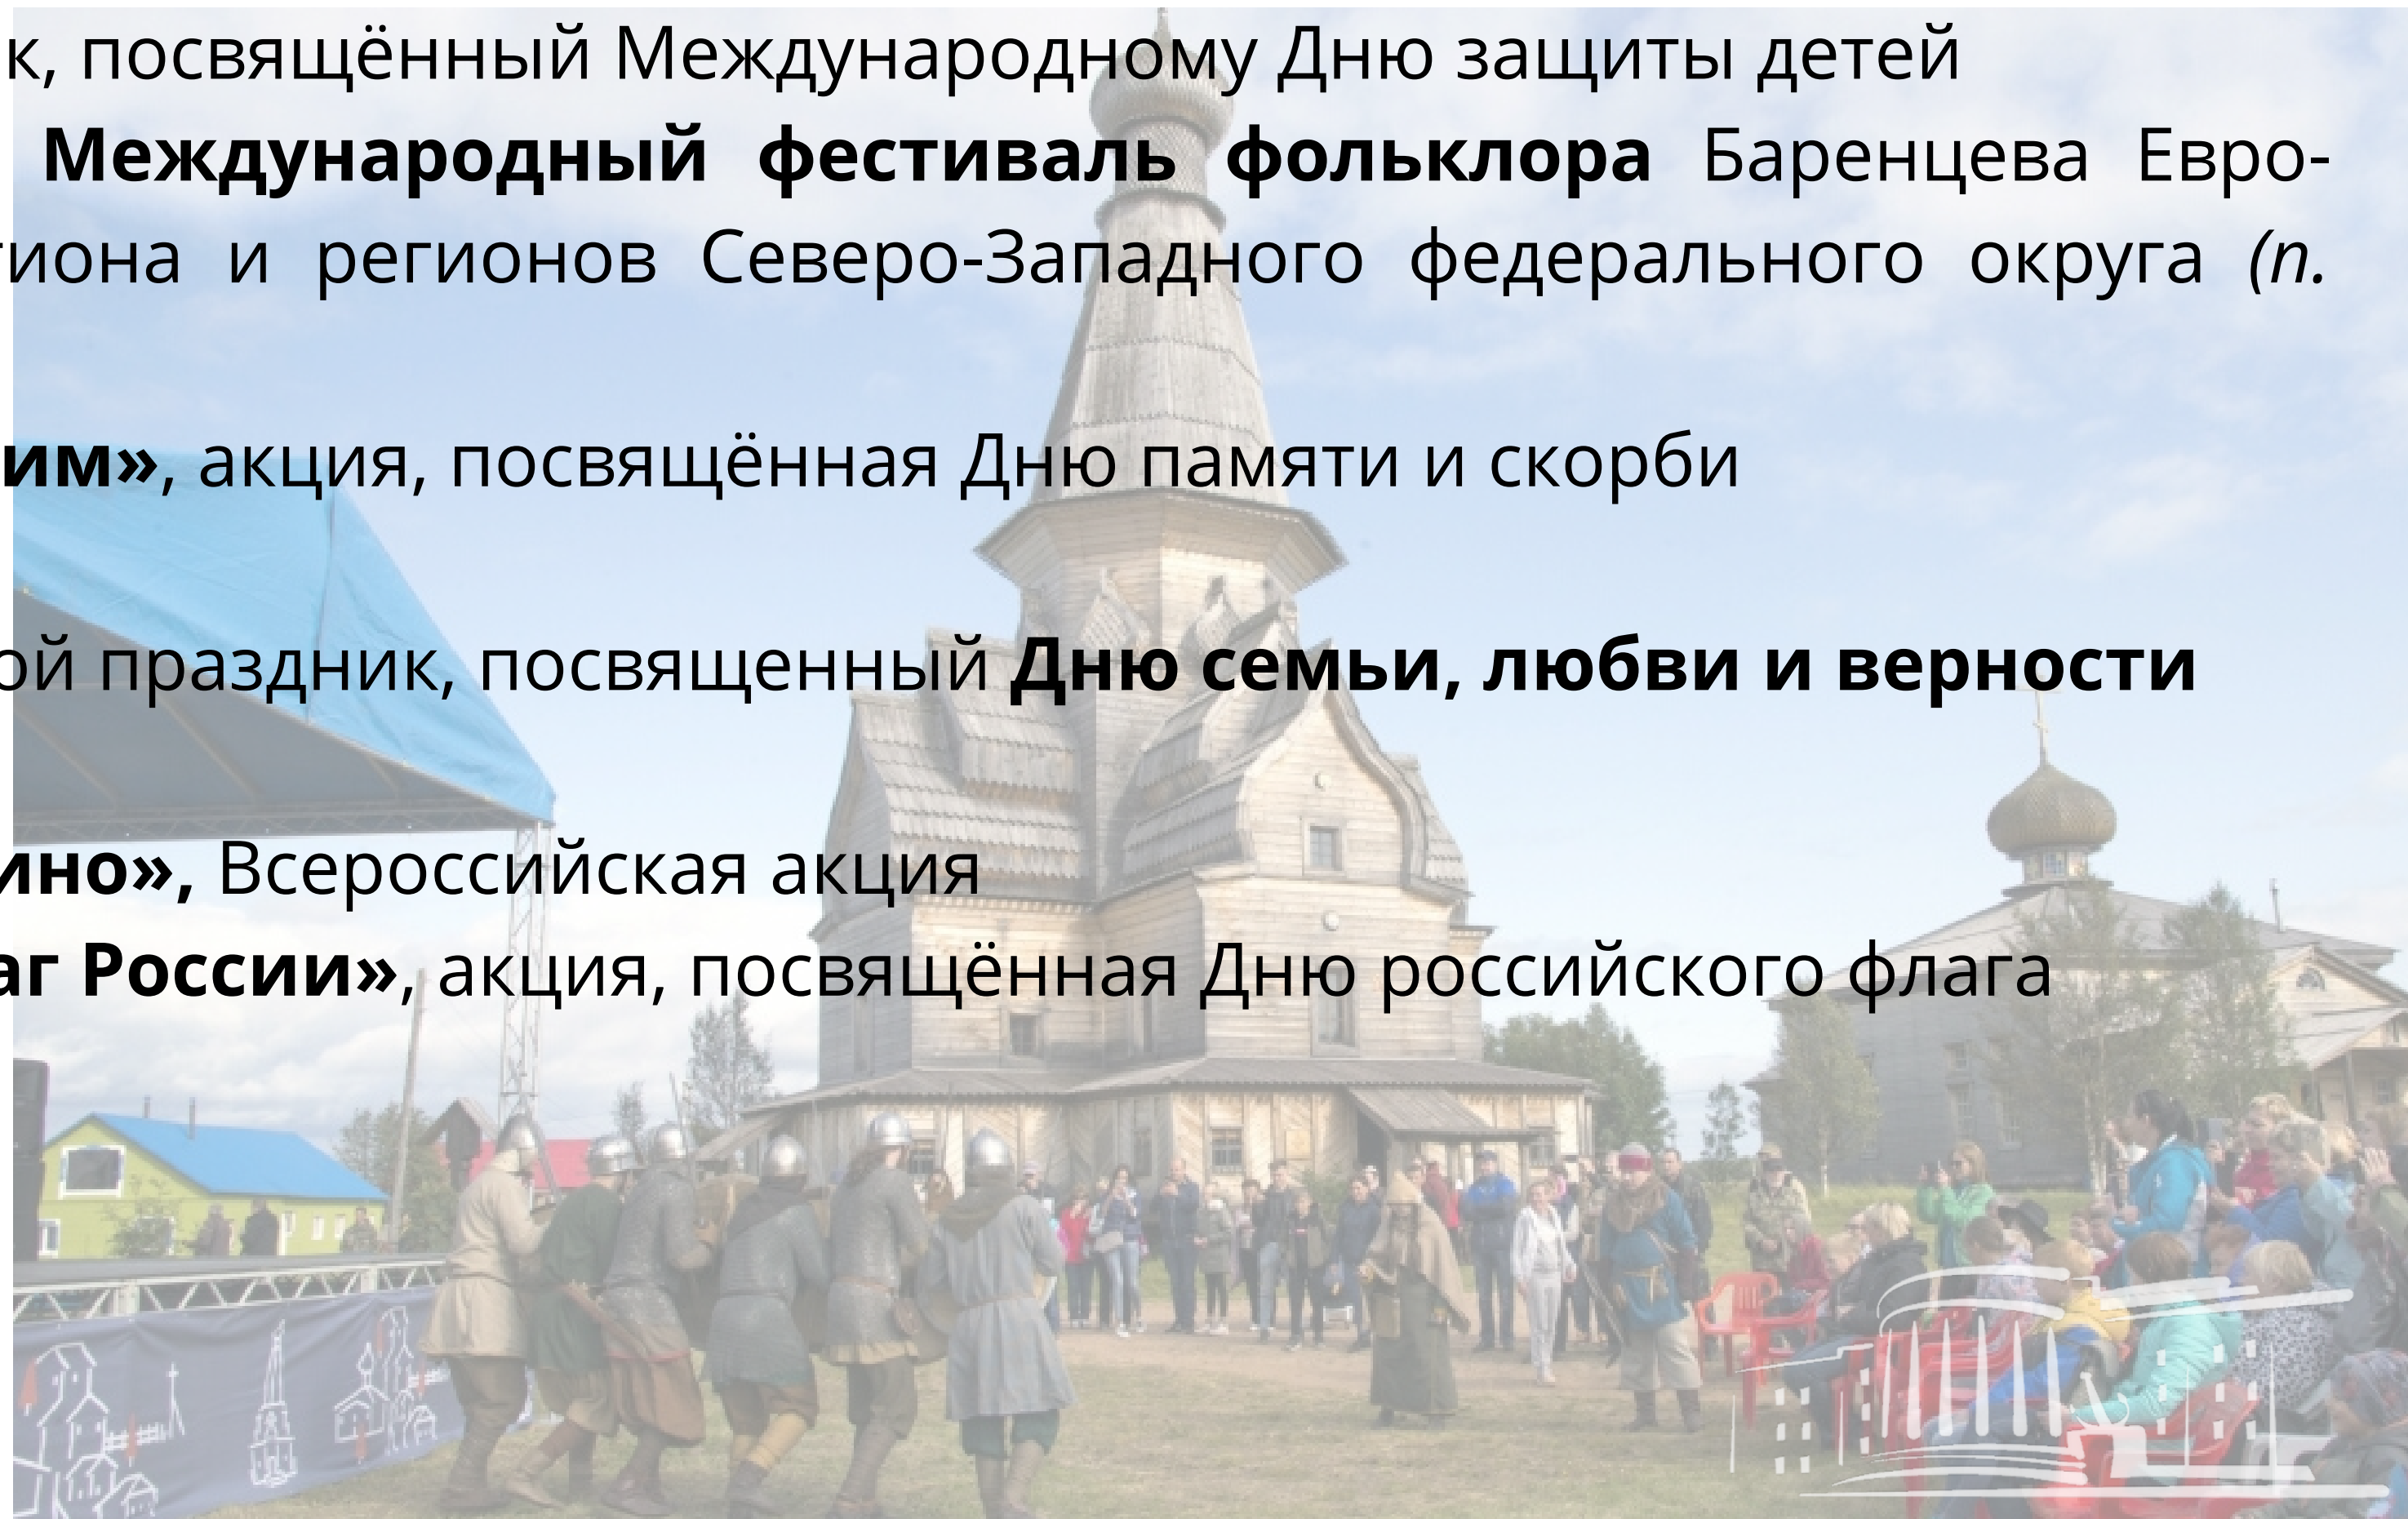 к, посвящённый Международному Дню защиты детей
Международный фестиваль фольклора Баренцева Евро-
гиона и регионов Северо-Западного федерального округа (п.
им», акция, посвящённая Дню памяти и скорби
ой праздник, посвященный Дню семьи, любви и верности
ино», Всероссийская акция
аг России», акция, посвящённая Дню российского флага